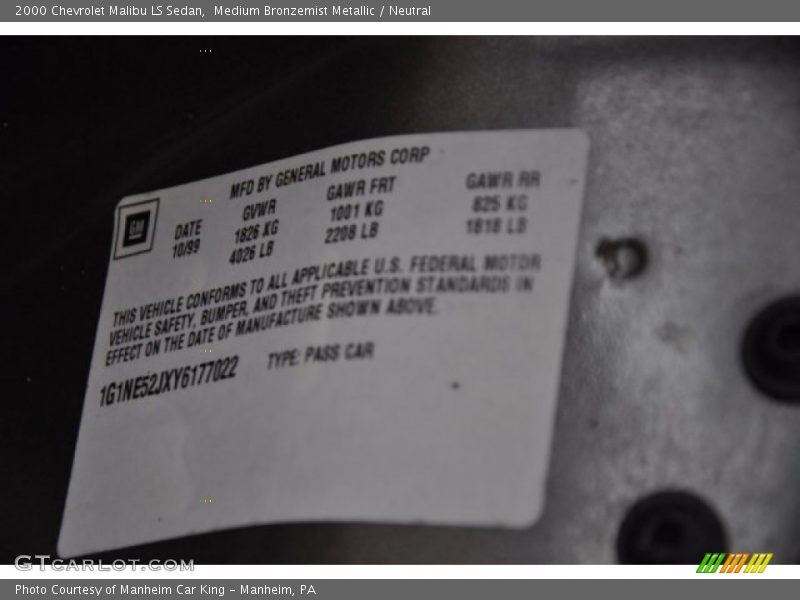 2000 Chevrolet Malibu LS Sedan,  Medium Bronzemist Metallic / Neutral
MFD BY GENERAL MOTORS CORP
GM
DATE GVWR GAWR FRT GAWR RR
10/99 1826 KG 1001 KG 825 KG
4026 LB 2208 LB 1818 LB
THIS VEHICLE CONFORMS TO ALL APPLICABLE U.S. FEDERAL MOTOR
VEHICLE SAFETY, BUMPER, AND THEFT PREVENTION STANDARDS IN
EFFECT ON THE DATE OF MANUFACTURE SHOWN ABOVE.
1G1NE52JXY6177022 TYPE: PASS CAR
GTCARLOT.COM
Photo Courtesy of Manheim Car King - Manheim, PA